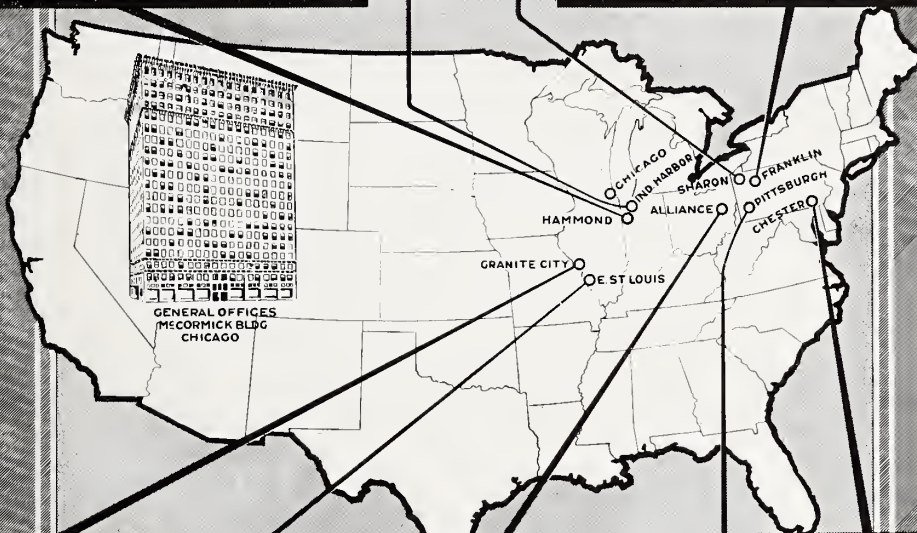 CHICAGO
IND HARBOR
HAMMOND
SHARON
FRANKLIN
ALLIANCE
PITTSBURGH
CHESTER
GRANITE CITY
E. ST LOUIS
GENERAL OFFICES
McCORMICK BLDG
CHICAGO